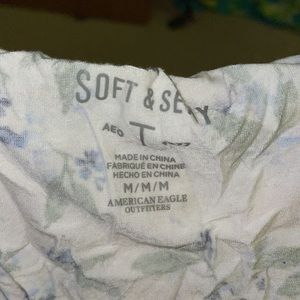 SOFT & SEXY
AEO T
MADE IN CHINA
FABRIQUÉ EN CHINE
HECHO EN CHINA
M/M/M
AMERICAN EAGLE
OUTFITTERS